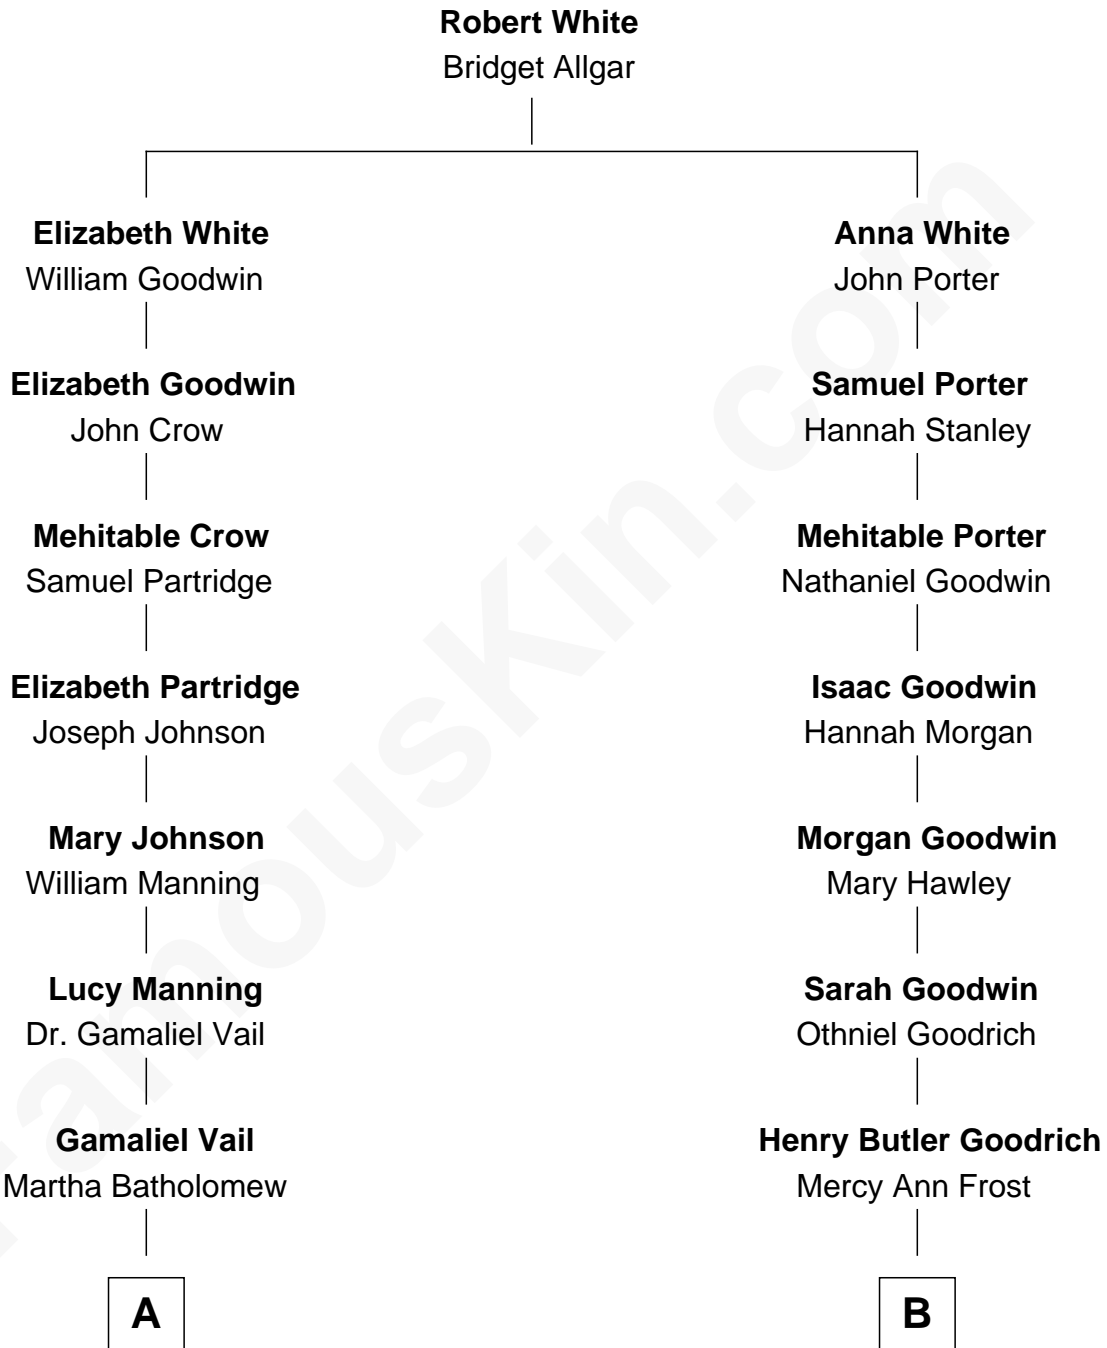 Robert White
Bridget Allgar
Elizabeth White
William Goodwin
Anna White
John Porter
Elizabeth Goodwin
John Crow
Samuel Porter
Hannah Stanley
Mehitable Crow
Samuel Partridge
Mehitable Porter
Nathaniel Goodwin
Elizabeth Partridge
Joseph Johnson
Isaac Goodwin
Hannah Morgan
Mary Johnson
William Manning
Morgan Goodwin
Mary Hawley
Lucy Manning
Dr. Gamaliel Vail
Sarah Goodwin
Othniel Goodrich
Gamaliel Vail
Martha Batholomew
Henry Butler Goodrich
Mercy Ann Frost
A
B
FamousKin.com